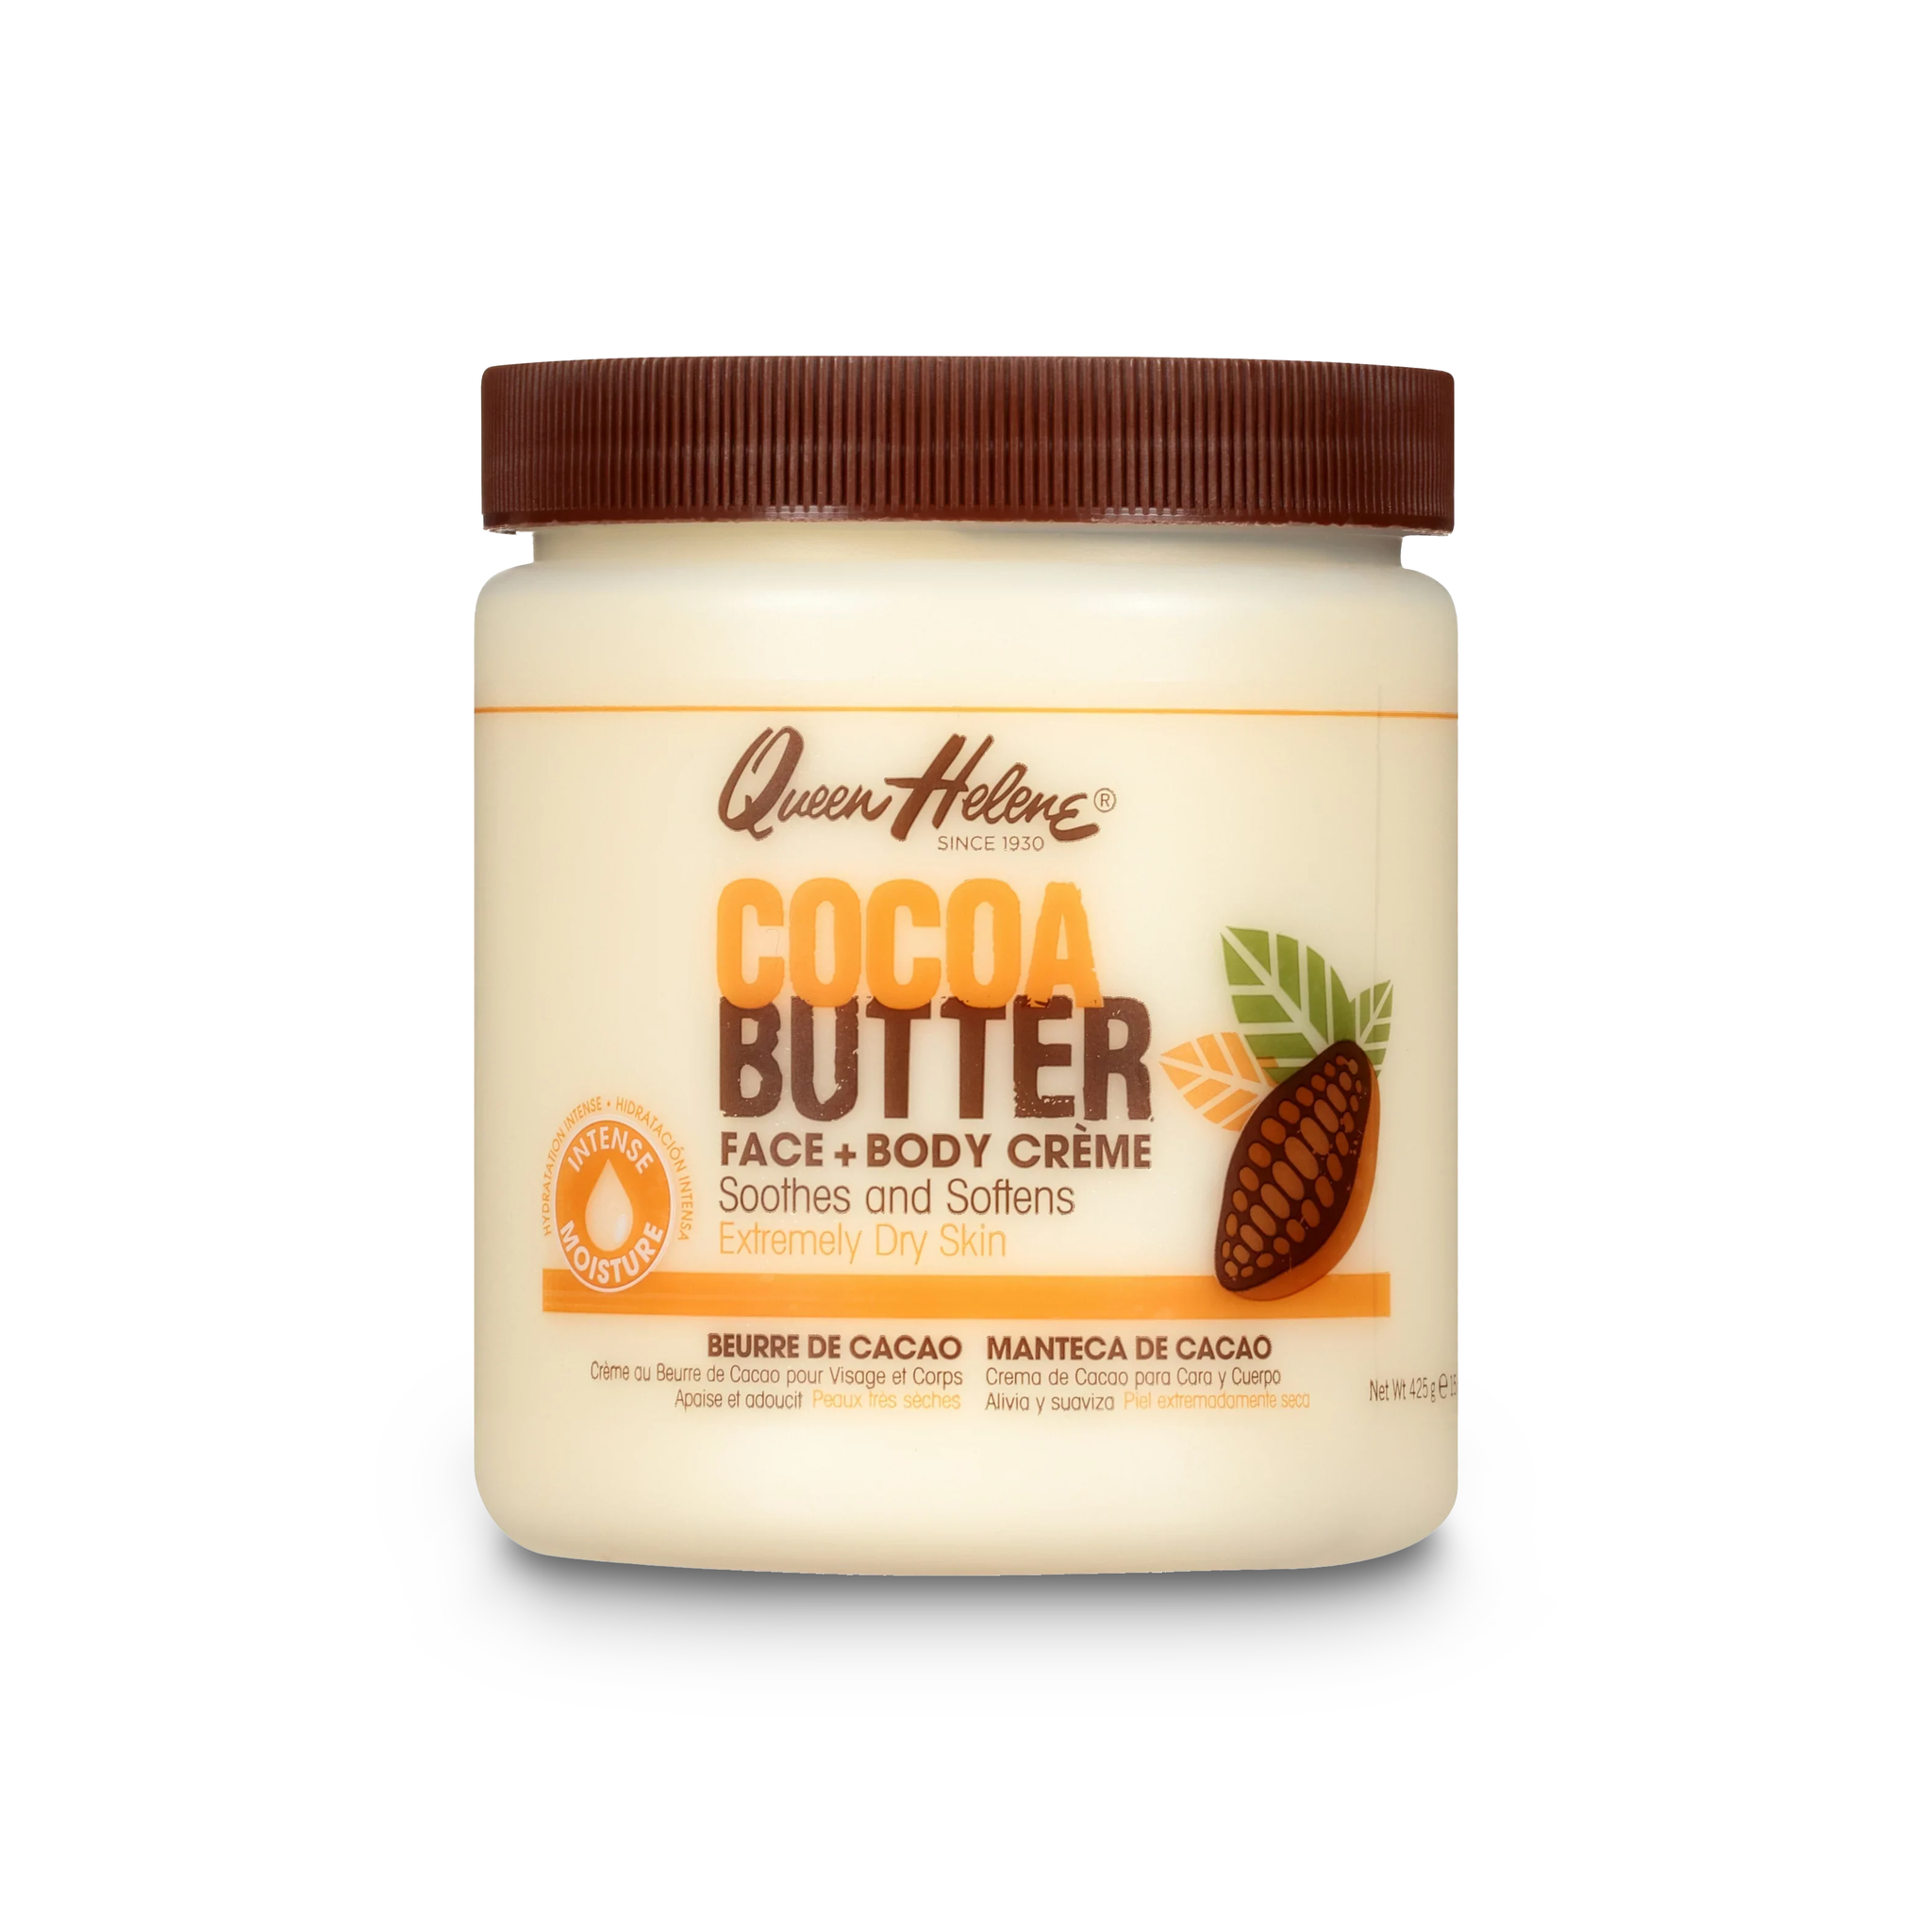 Queen Helene®
SINCE 1930
COCOA
BUTTER
FACE + BODY CRÈME
Soothes and Softens
Extremely Dry Skin
HYDRATATION INTENSE • HIDRATACIÓN INTENSA
INTENSE
MOISTURE
BEURRE DE CACAO
Crème au Beurre de Cacao pour Visage et Corps
Apaise et adoucit Peaux très sèches
MANTECA DE CACAO
Crema de Cacao para Cara y Cuerpo
Alivia y suaviza Piel extremadamente seca
Net Wt 425 g ℮ 15